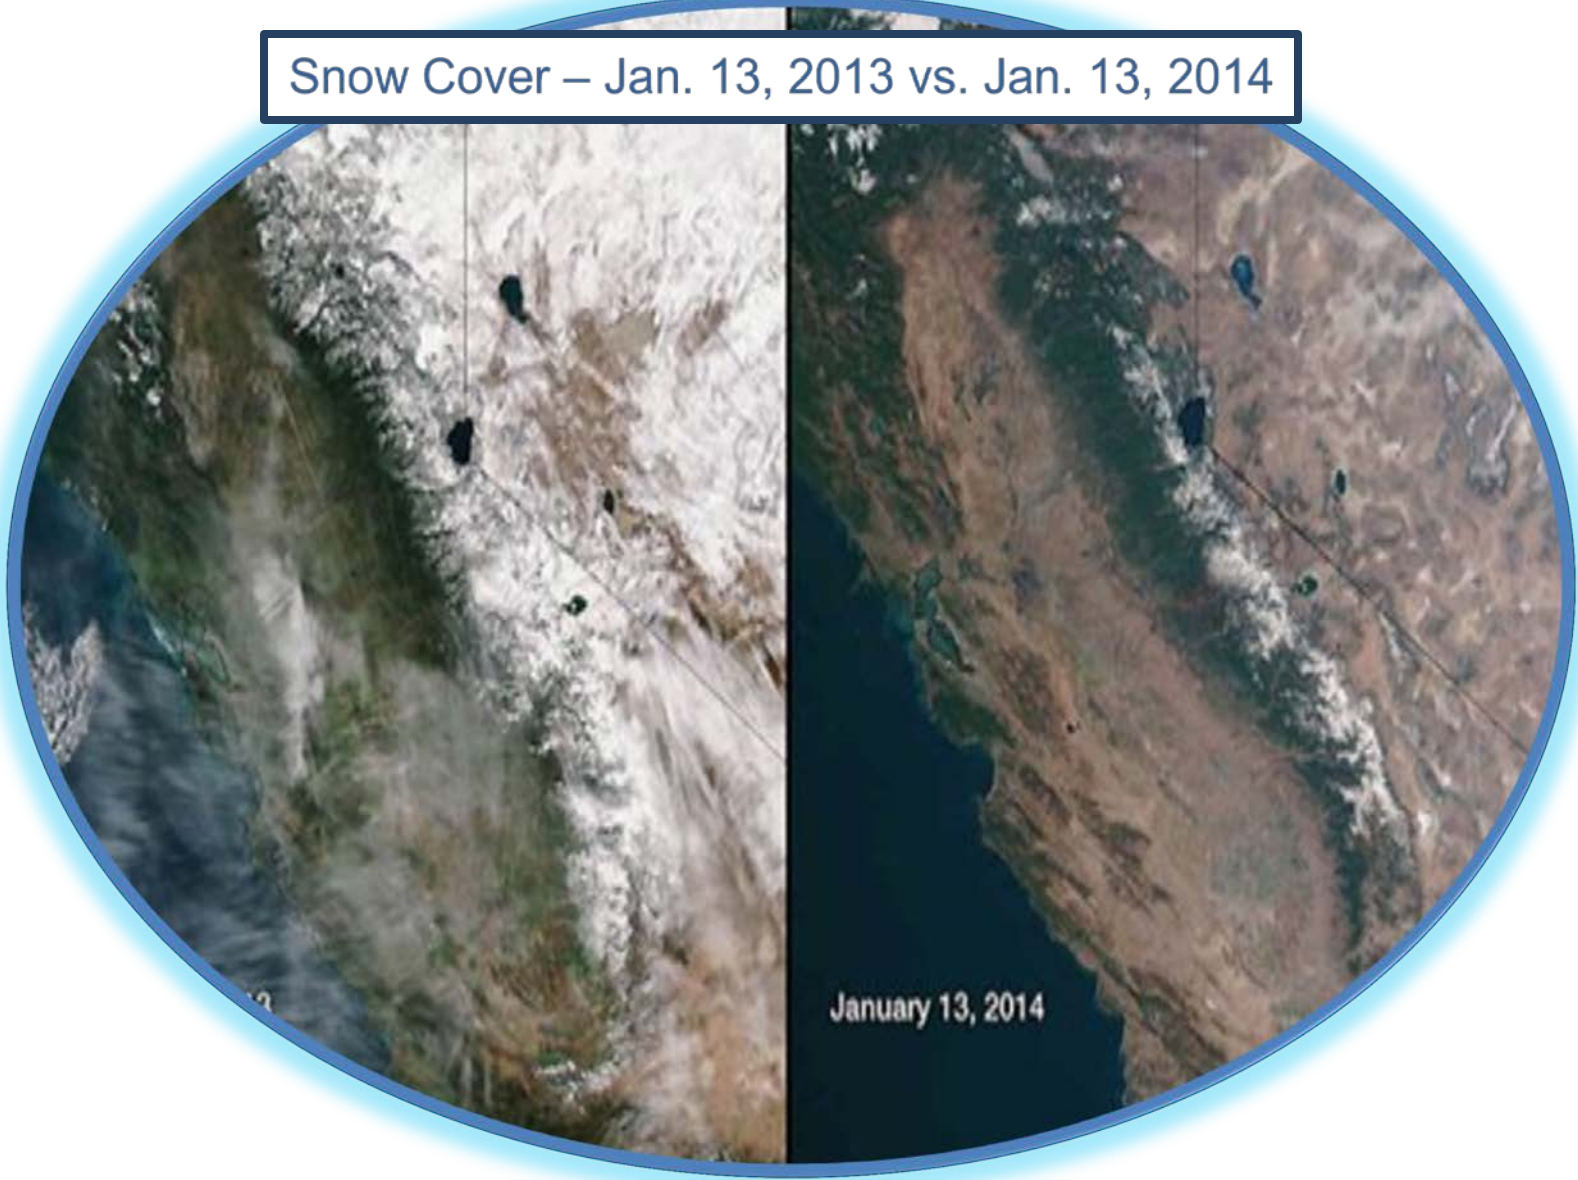 Snow Cover – Jan. 13, 2013 vs. Jan. 13, 2014
January 13, 2014